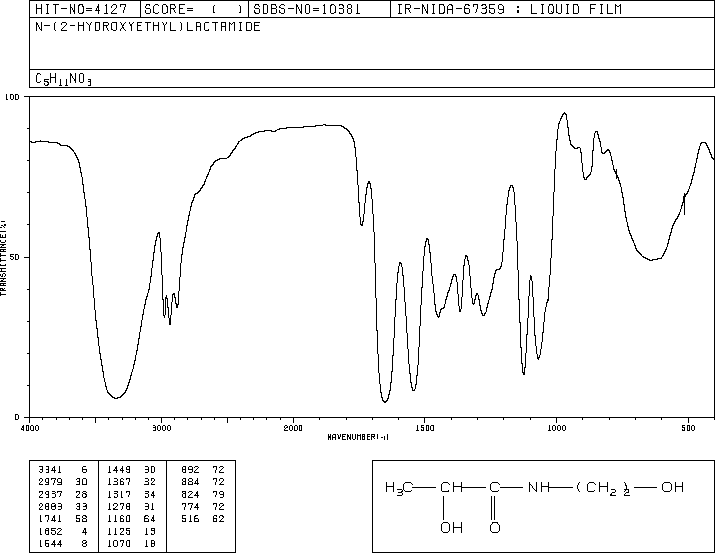 HIT-NO=4127 SCORE= ( ) SDBS-NO=10381 IR-NIDA-67359 : LIQUID FILM
N-(2-HYDROXYETHYL)LACTAMIDE
C5H11NO3
100
50
0
TRANSMITTANCE(%)
4000 3000 2000 1500 1000 500
WAVENUMBER(-1)
3341 6 1449 30 892 72
2979 30 1367 32 884 72
2937 28 1317 34 824 79
2883 33 1278 31 774 72
1741 58 1160 64 516 62
1652 4 1125 13
1544 8 1070 18
H3C CH C NH (CH2)2 OH
OH O